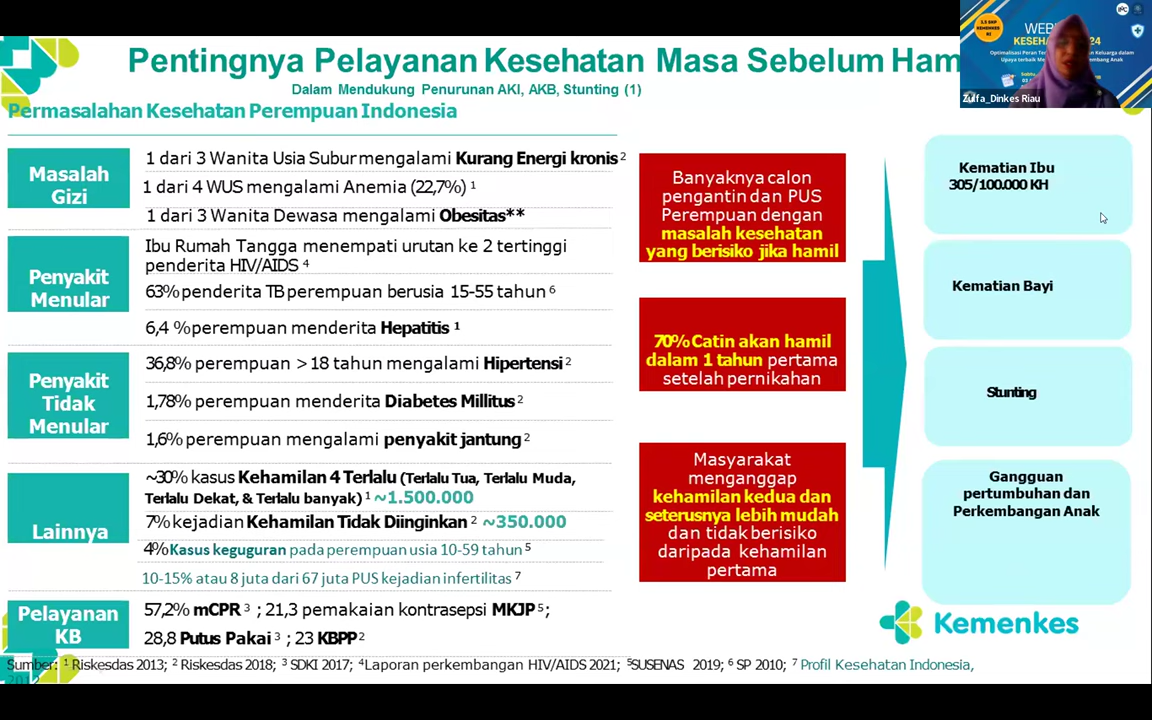 Pentingnya Pelayanan Kesehatan Masa Sebelum Ham
Dalam Mendukung Penurunan AKI, AKB, Stunting (1)
Permasalahan Kesehatan Perempuan Indonesia
Masalah
Gizi
1 dari 3 Wanita Usia Subur mengalami Kurang Energi kronis 2
1 dari 4 WUS mengalami Anemia (22,7%) 1
1 dari 3 Wanita Dewasa mengalami Obesitas**
Penyakit
Menular
Ibu Rumah Tangga menempati urutan ke 2 tertinggi
penderita HIV/AIDS 4
63% penderita TB perempuan berusia 15-55 tahun 6
6,4 % perempuan menderita Hepatitis 1
Penyakit
Tidak
Menular
36,8% perempuan > 18 tahun mengalami Hipertensi 2
1,78% perempuan menderita Diabetes Millitus 2
1,6% perempuan mengalami penyakit jantung 2
Lainnya
~30% kasus Kehamilan 4 Terlalu (Terlalu Tua, Terlalu Muda,
Terlalu Dekat, & Terlalu banyak) 1 ~1.500.000
7% kejadian Kehamilan Tidak Diinginkan 2 ~350.000
4% Kasus keguguran pada perempuan usia 10-59 tahun 5
10-15% atau 8 juta dari 67 juta PUS kejadian infertilitas 7
Pelayanan
KB
57,2% mCPR 3 ; 21,3 pemakaian kontrasepsi MKJP 5;
28,8 Putus Pakai 3 ; 23 KBPP 2
Banyaknya calon
pengantin dan PUS
Perempuan dengan
masalah kesehatan
yang berisiko jika hamil
70% Catin akan hamil
dalam 1 tahun pertama
setelah pernikahan
Masyarakat
menganggap
kehamilan kedua dan
seterusnya lebih mudah
dan tidak berisiko
daripada kehamilan
pertama
Kematian Ibu
305/100.000 KH
Kematian Bayi
Stunting
Gangguan
pertumbuhan dan
Perkembangan Anak
Kemenkes
Sumber: 1 Riskesdas 2013; 2 Riskesdas 2018; 3 SDKI 2017; 4 Laporan perkembangan HIV/AIDS 2021; 5 SUSENAS 2019; 6 SP 2010; 7 Profil Kesehatan Indonesia,
Zulfa_Dinkes Riau